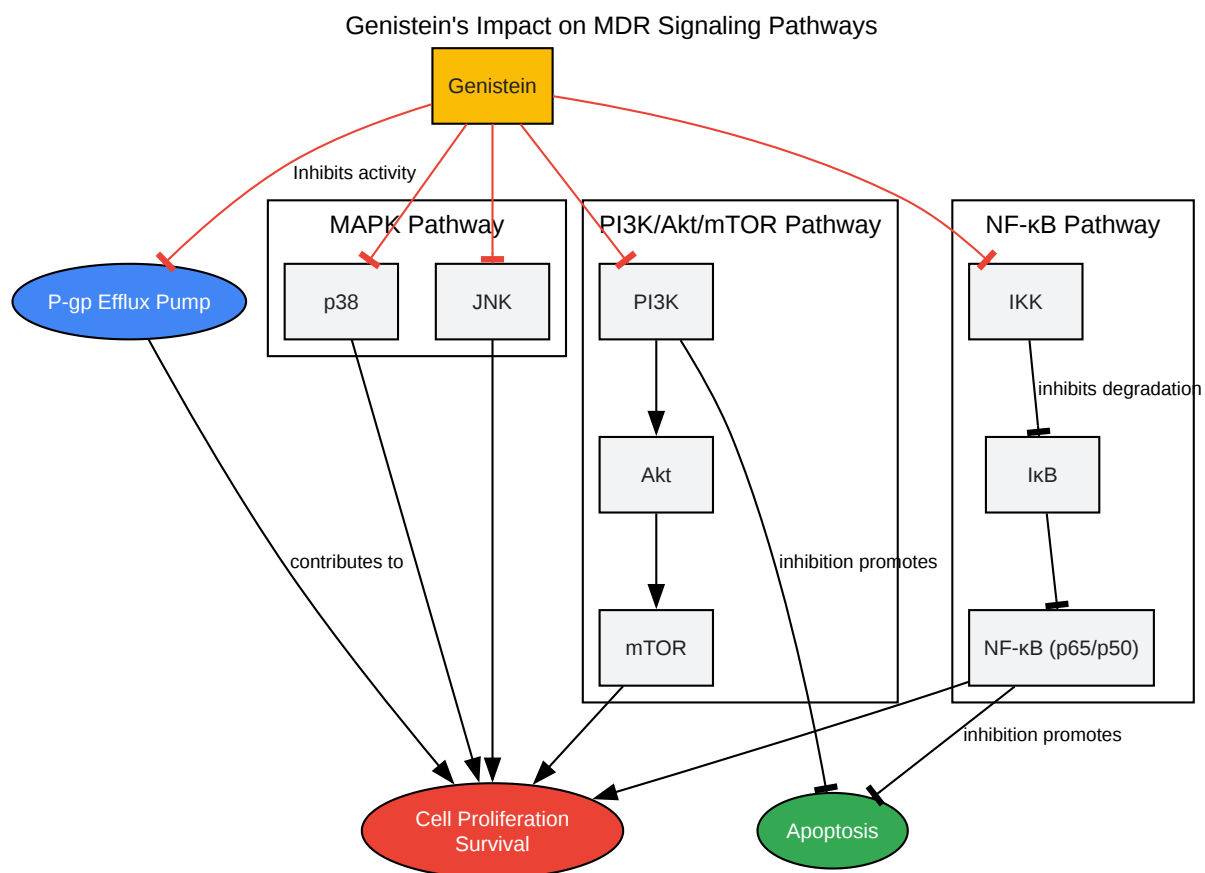 Genistein's Impact on MDR Signaling Pathways
Genistein
Inhibits activity
MAPK Pathway
PI3K/Akt/mTOR Pathway
NF-κB Pathway
P-gp Efflux Pump
p38
JNK
PI3K
IKK
inhibits degradation
Akt
IκB
contributes to
inhibition promotes
mTOR
NF-κB (p65/p50)
inhibition promotes
Cell Proliferation
Survival
Apoptosis